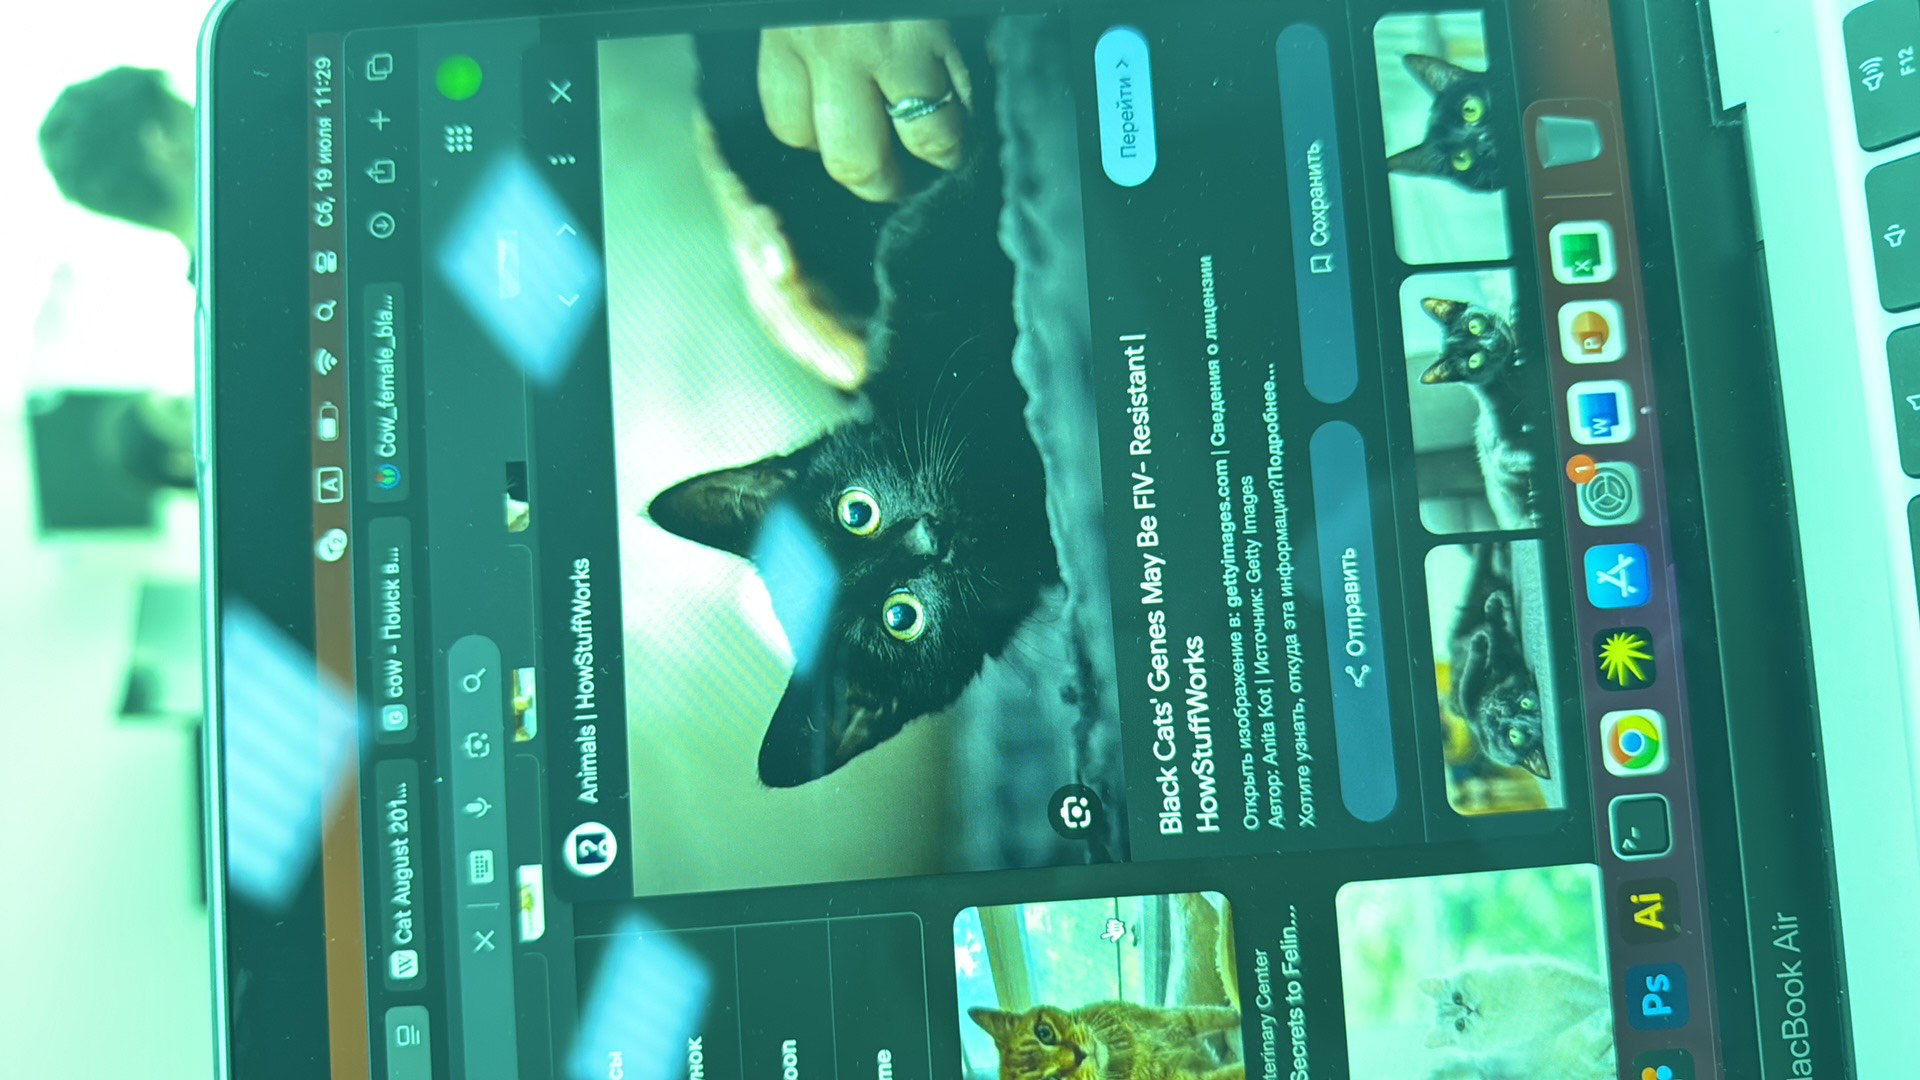 A
Сб, 19 июля 11:29
W Cat August 201...
G cow - Поиск в...
Cow_female_bla...
Animals | HowStuffWorks
сы
нок
oon
me
Black Cats' Genes May Be FIV- Resistant |
HowStuffWorks
Перейти >
Открыть изображение в: gettyimages.com | Сведения о лицензии
Автор: Anita Kot | Источник: Getty Images
Хотите узнать, откуда эта информация?Подробнее...
Отправить
Сохранить
terinary Center
Secrets to Felin...
Ps
Ai
1
W
P
X
MacBook Air
F12